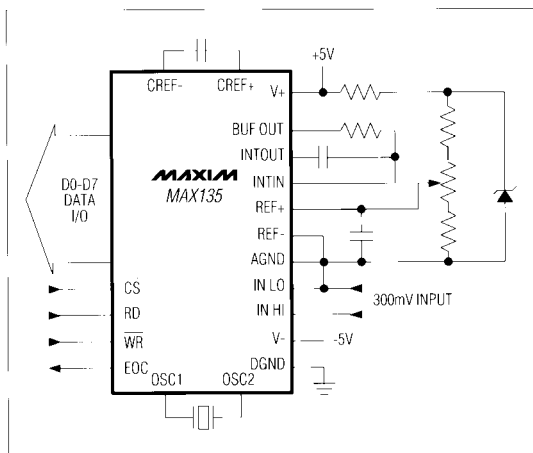 +5V
CREF-
CREF+
V+
BUF OUT
INTOUT
MAXIM
MAX135
INTIN
D0-D7
DATA
I/O
REF+
REF-
AGND
CS
IN LO
300mV INPUT
RD
IN HI
WR
V-
-5V
EOC
DGND
OSC1
OSC2